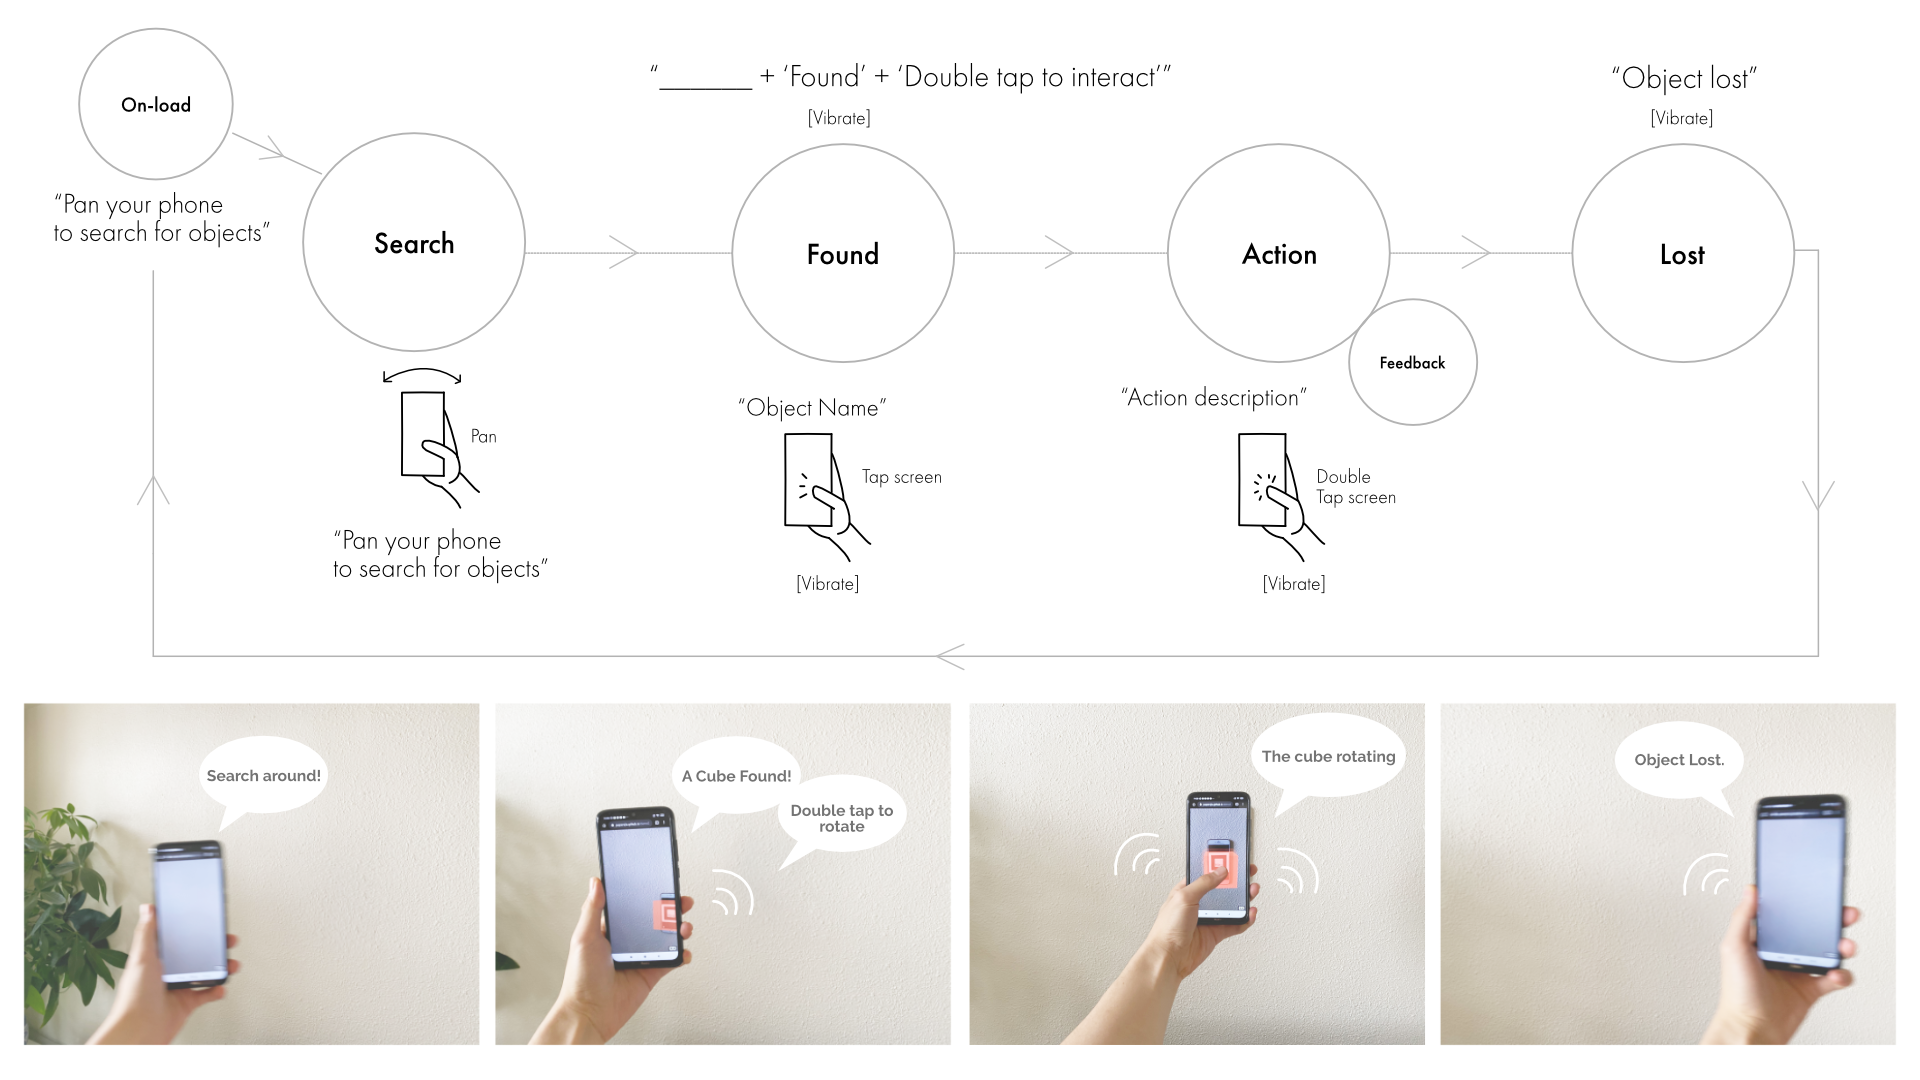 On-load
“Pan your phone
to search for objects”
Search
Pan
“Pan your phone
to search for objects”
“______ + ‘Found’ + ‘Double tap to interact’”
[Vibrate]
Found
“Object Name”
Tap screen
[Vibrate]
Action
Feedback
“Action description”
Double
Tap screen
[Vibrate]
“Object lost”
[Vibrate]
Lost
Search around!
A Cube Found!
Double tap to
rotate
The cube rotating
Object Lost.